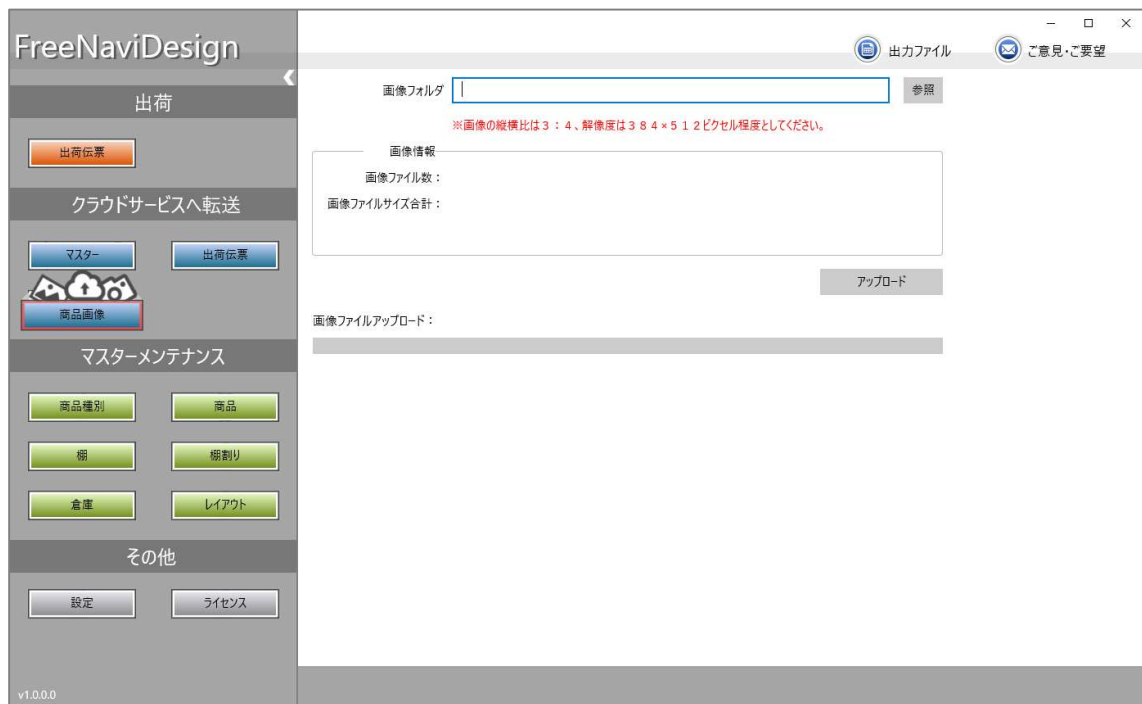 FreeNaviDesign
出力ファイル
ご意見・ご要望
出荷
出荷伝票
クラウドサービスへ転送
マスター
出荷伝票
商品画像
マスターメンテナンス
商品種別
商品
棚
棚割り
倉庫
レイアウト
その他
設定
ライセンス
v1.0.0.0
画像フォルダ
参照
※画像の縦横比は３：４、解像度は３８４×５１２ピクセル程度としてください。
画像情報
画像ファイル数：
画像ファイルサイズ合計：
アップロード
画像ファイルアップロード：